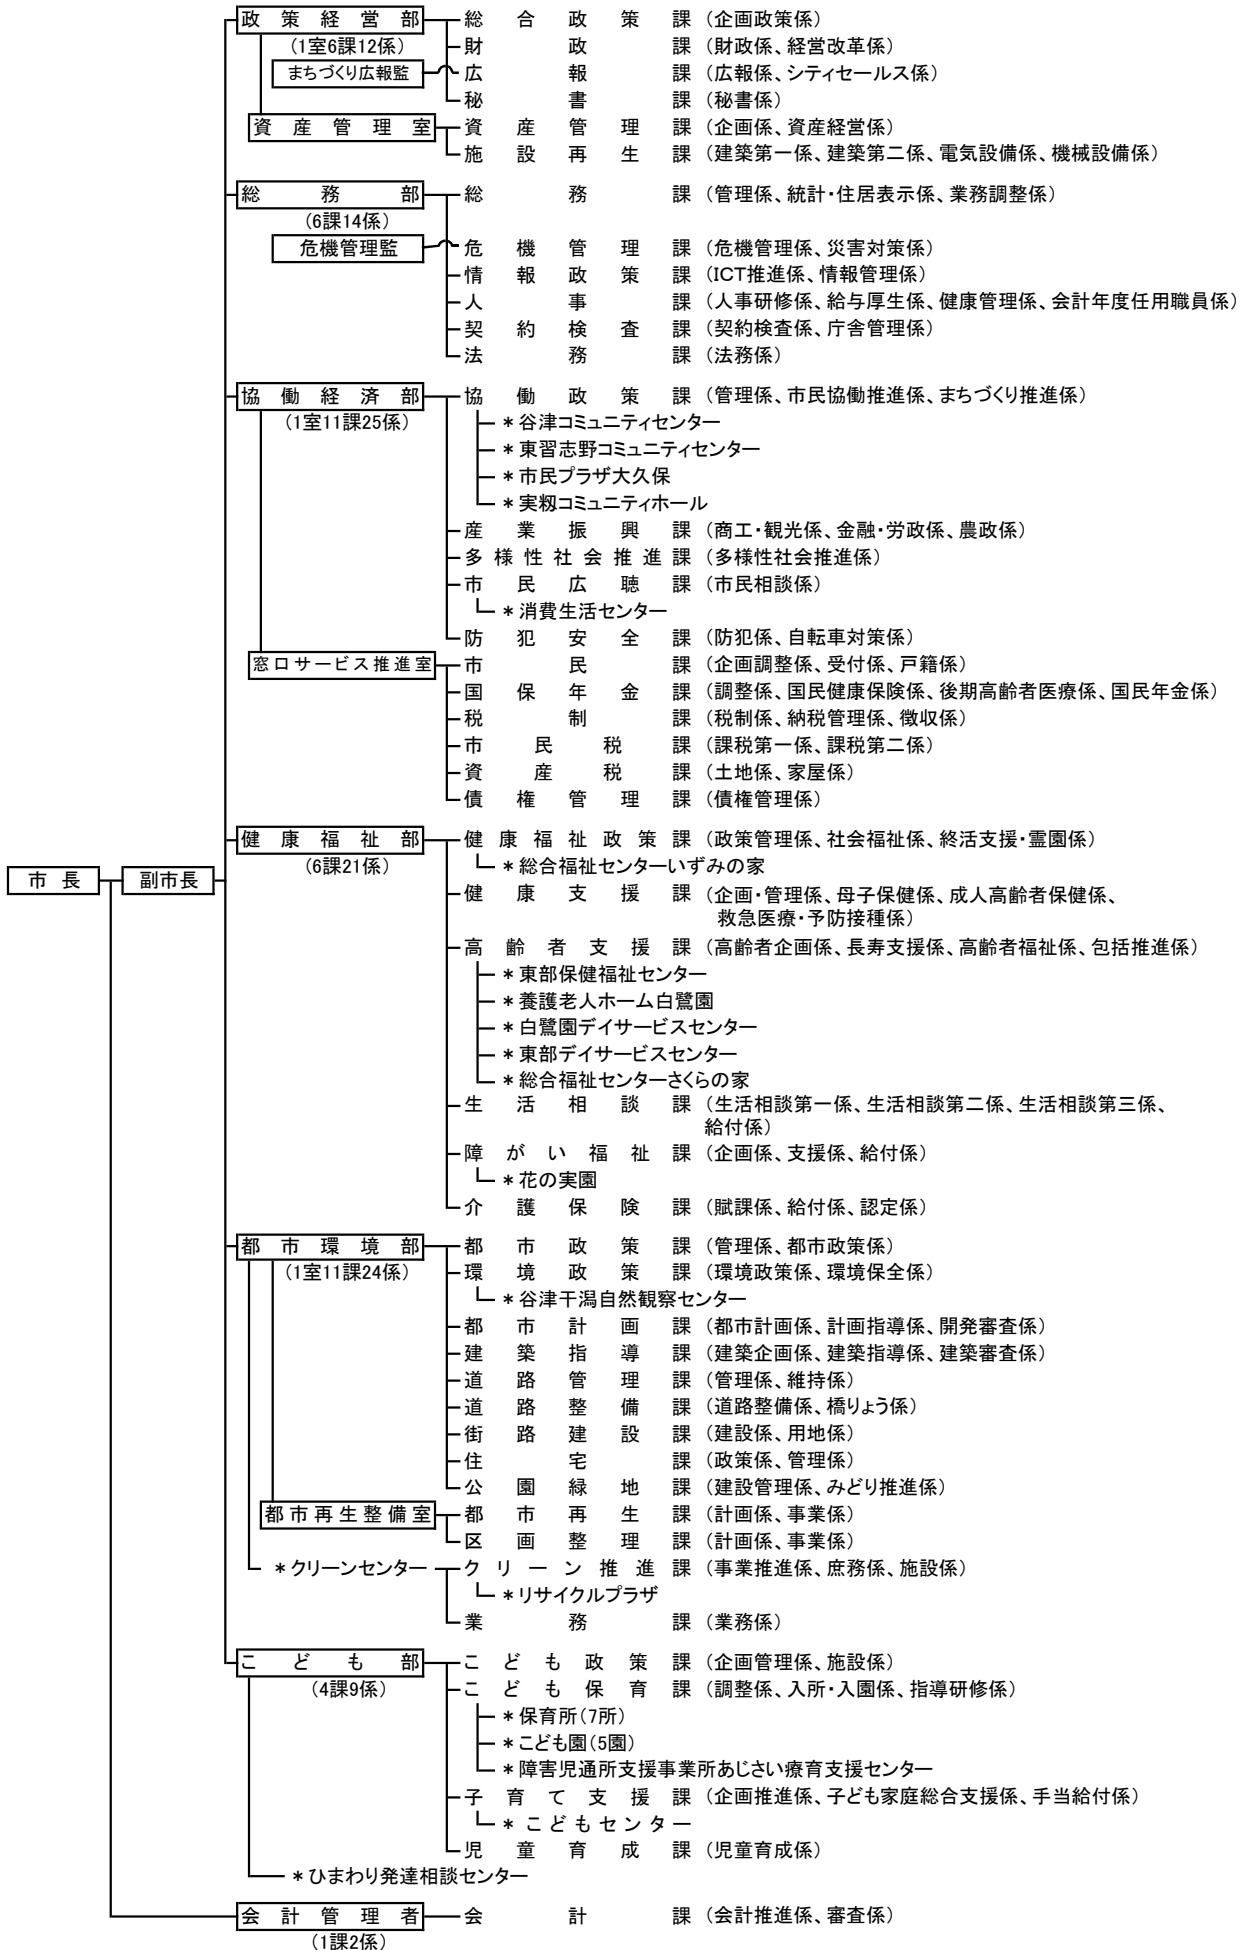 政策経営部 総合政策課 (企画政策係)
(1室6課12係) 財政課 (財政係、経営改革係)
まちづくり広報監 広報課 (広報係、シティセールス係)
秘書課 (秘書係)
資産管理室 資産管理課 (企画係、資産経営係)
施設再生課 (建築第一係、建築第二係、電気設備係、機械設備係)
総務部 総務課 (管理係、統計・住居表示係、業務調整係)
(6課14係)
危機管理監 危機管理課 (危機管理係、災害対策係)
情報政策課 (ICT推進係、情報管理係)
人事課 (人事研修係、給与厚生係、健康管理係、会計年度任用職員係)
契約検査課 (契約検査係、庁舎管理係)
法務課 (法務係)
協働経済部 協働政策課 (管理係、市民協働推進係、まちづくり推進係)
(1室11課25係) *谷津コミュニティセンター
*東習志野コミュニティセンター
*市民プラザ大久保
*実籾コミュニティホール
産業振興課 (商工・観光係、金融・労政係、農政係)
多様性社会推進課 (多様性社会推進係)
市民広聴課 (市民相談係)
*消費生活センター
防犯安全課 (防犯係、自転車対策係)
窓口サービス推進室 市民課 (企画調整係、受付係、戸籍係)
国保年金課 (調整係、国民健康保険係、後期高齢者医療係、国民年金係)
税制課 (税制係、納税管理係、徴収係)
市民税課 (課税第一係、課税第二係)
資産税課 (土地係、家屋係)
債権管理課 (債権管理係)
健康福祉部 健康福祉政策課 (政策管理係、社会福祉係、終活支援・霊園係)
(6課21係) *総合福祉センターいずみの家
市長 副市長
健康支援課 (企画・管理係、母子保健係、成人高齢者保健係、
救急医療・予防接種係)
高齢者支援課 (高齢者企画係、長寿支援係、高齢者福祉係、包括推進係)
*東部保健福祉センター
*養護老人ホーム白鷺園
*白鷺園デイサービスセンター
*東部デイサービスセンター
*総合福祉センターさくらの家
生活相談課 (生活相談第一係、生活相談第二係、生活相談第三係、
給付係)
障がい福祉課 (企画係、支援係、給付係)
*花の実園
介護保険課 (賦課係、給付係、認定係)
都市環境部 都市政策課 (管理係、都市政策係)
(1室11課24係) 環境政策課 (環境政策係、環境保全係)
*谷津干潟自然観察センター
都市計画課 (都市計画係、計画指導係、開発審査係)
建築指導課 (建築企画係、建築指導係、建築審査係)
道路管理課 (管理係、維持係)
道路整備課 (道路整備係、橋りょう係)
街路建設課 (建設係、用地係)
住宅課 (政策係、管理係)
公園緑地課 (建設管理係、みどり推進係)
都市再生整備室 都市再生課 (計画係、事業係)
区画整理課 (計画係、事業係)
*クリーンセンター クリーン推進課 (事業推進係、庶務係、施設係)
*リサイクルプラザ
業務課 (業務係)
こども部 こども政策課 (企画管理係、施設係)
(4課9係) こども保育課 (調整係、入所・入園係、指導研修係)
*保育所(7所)
*こども園(5園)
*障害児通所支援事業所あじさい療育支援センター
子育て支援課 (企画推進係、子ども家庭総合支援係、手当給付係)
*こどもセンター
児童育成課 (児童育成係)
*ひまわり発達相談センター
会計管理者 会計課 (会計推進係、審査係)
(1課2係)